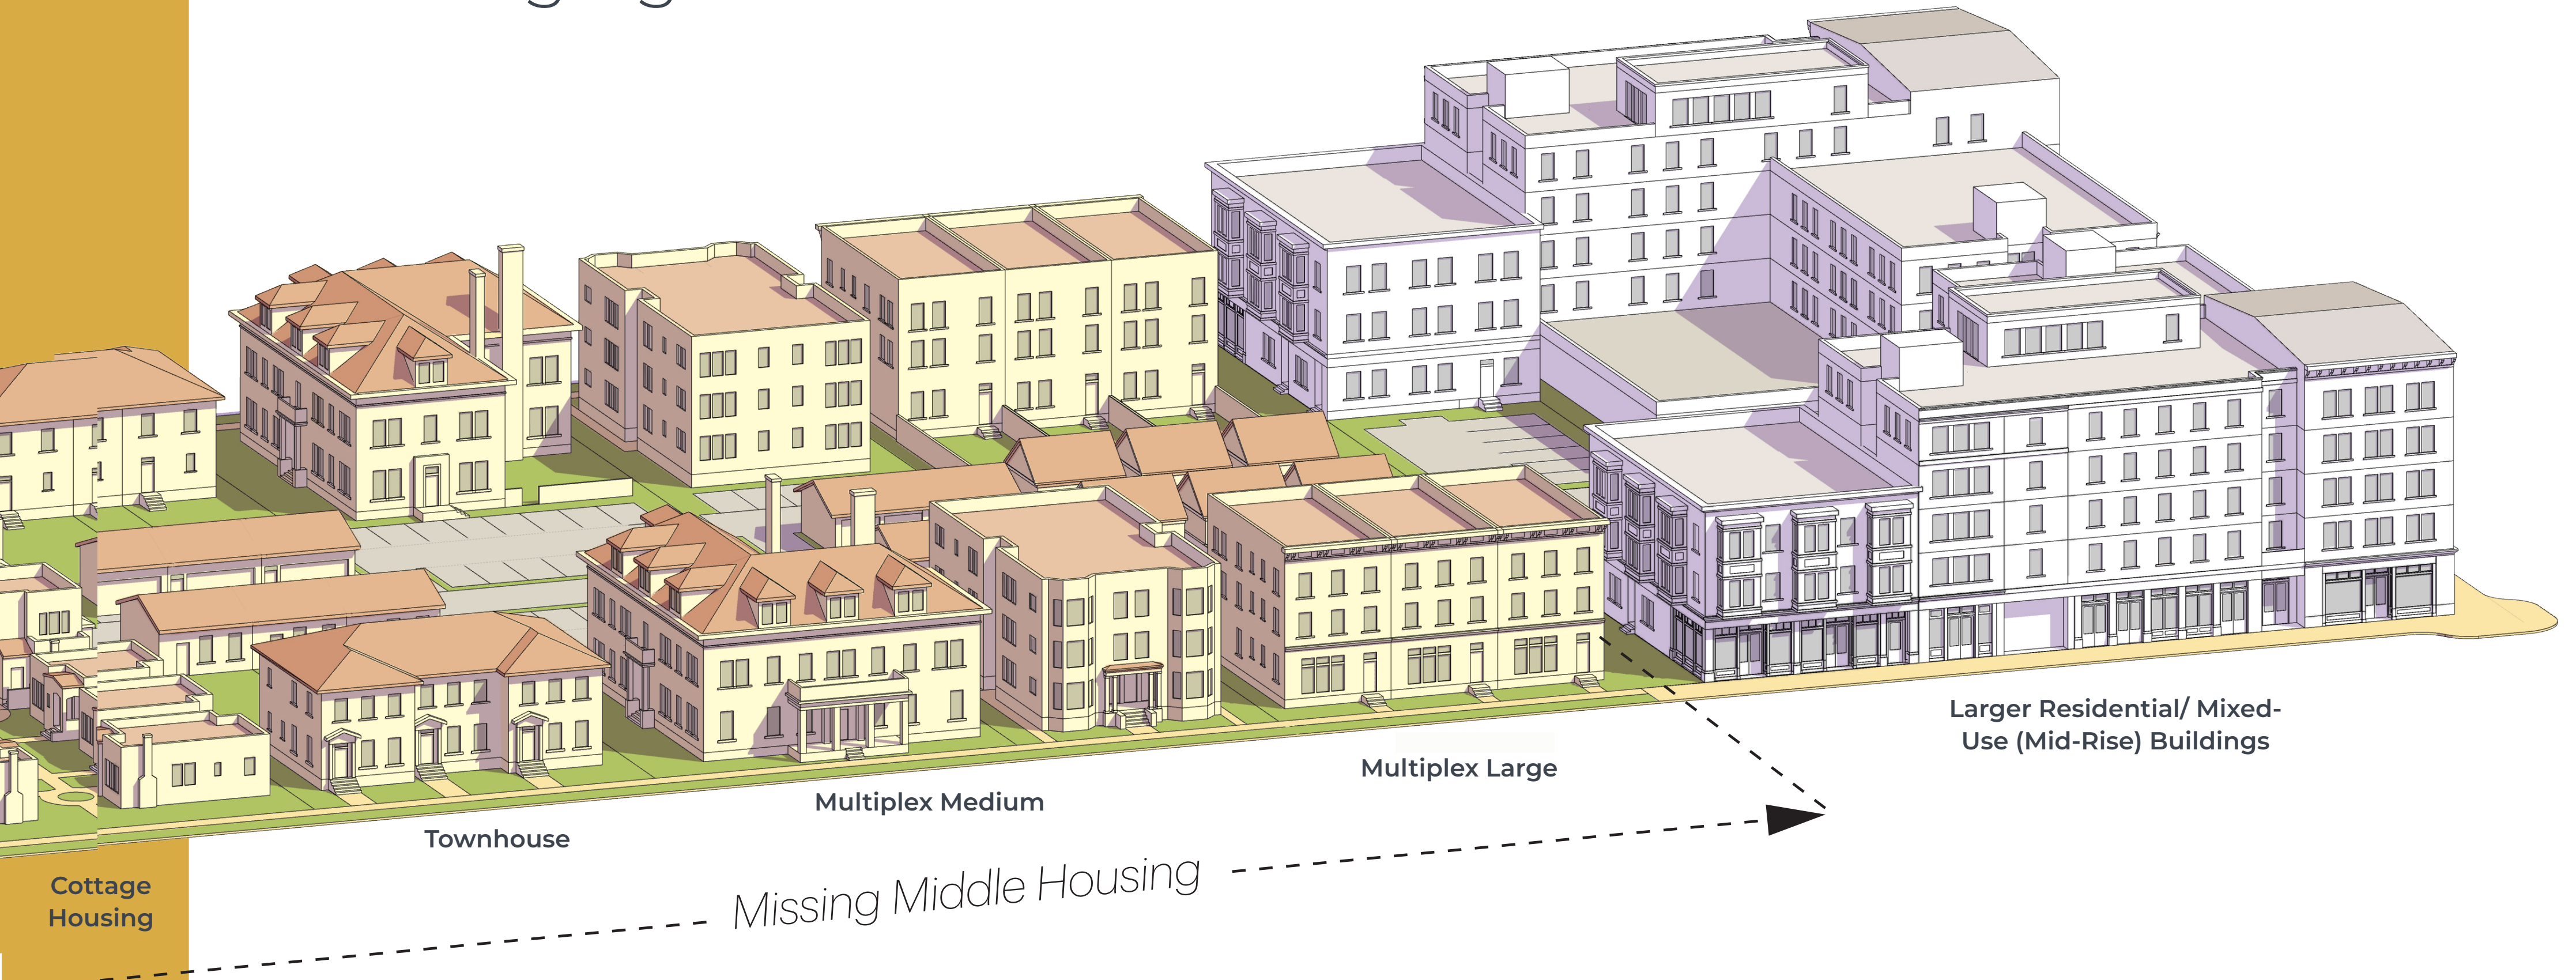 Larger Residential/ Mixed-
Use (Mid-Rise) Buildings
Multiplex Large
Multiplex Medium
Townhouse
Cottage
Housing
Missing Middle Housing